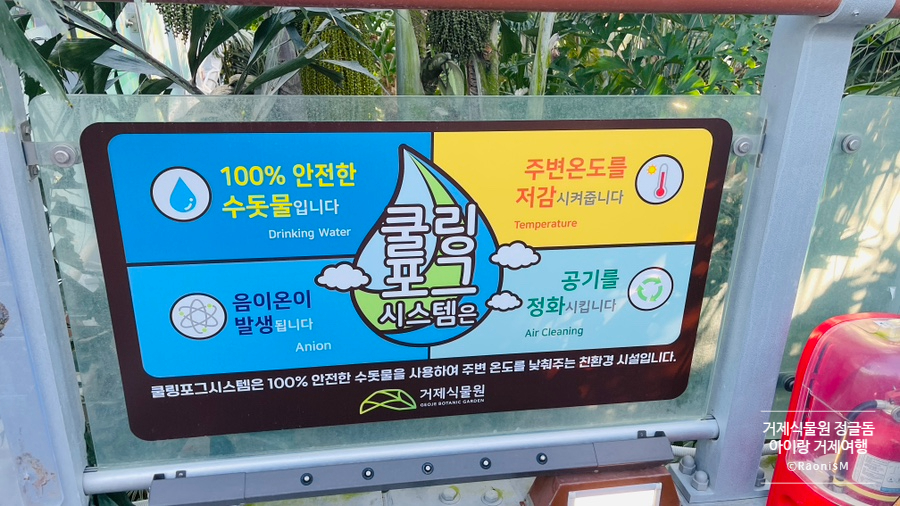 100% 안전한
수돗물입니다
Drinking Water
주변온도를
저감시켜줍니다
Temperature
쿨링
포그
시스템은
음이온이
발생됩니다
Anion
공기를
정화시킵니다
Air Cleaning
쿨링포그시스템은 100% 안전한 수돗물을 사용하여 주변 온도를 낮춰주는 친환경 시설입니다.
거제식물원
GEOJE BOTANIC GARDEN
거제식물원 정글돔
아이랑 거제여행
©RaonisM